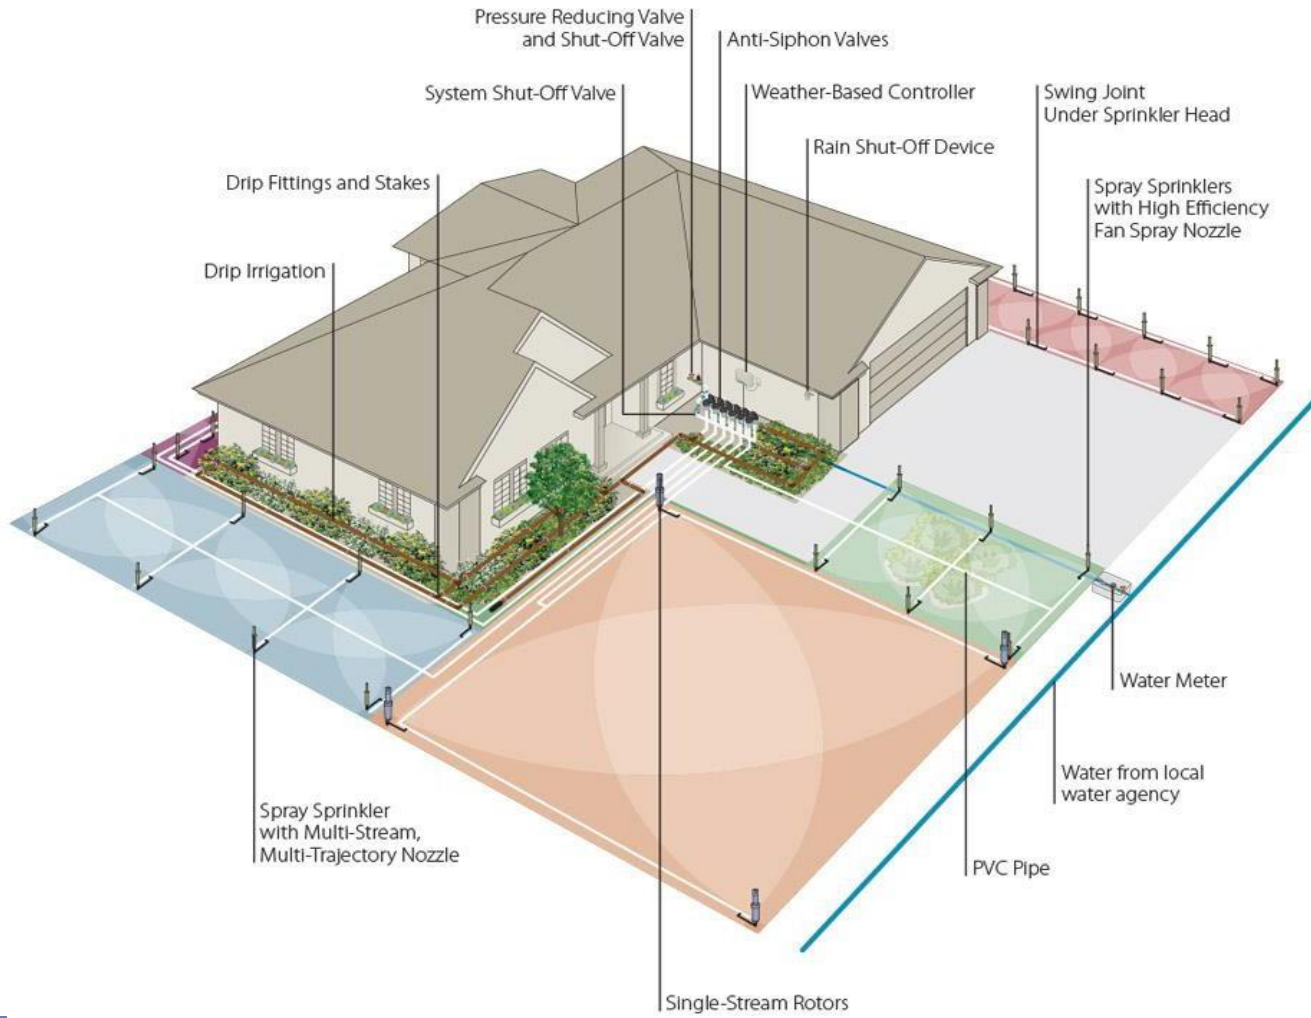 Pressure Reducing Valve
and Shut-Off Valve
Anti-Siphon Valves
System Shut-Off Valve
Weather-Based Controller
Swing Joint
Under Sprinkler Head
Rain Shut-Off Device
Drip Fittings and Stakes
Spray Sprinklers
with High Efficiency
Fan Spray Nozzle
Drip Irrigation
Water Meter
Water from local
water agency
Spray Sprinkler
with Multi-Stream,
Multi-Trajectory Nozzle
PVC Pipe
Single-Stream Rotors